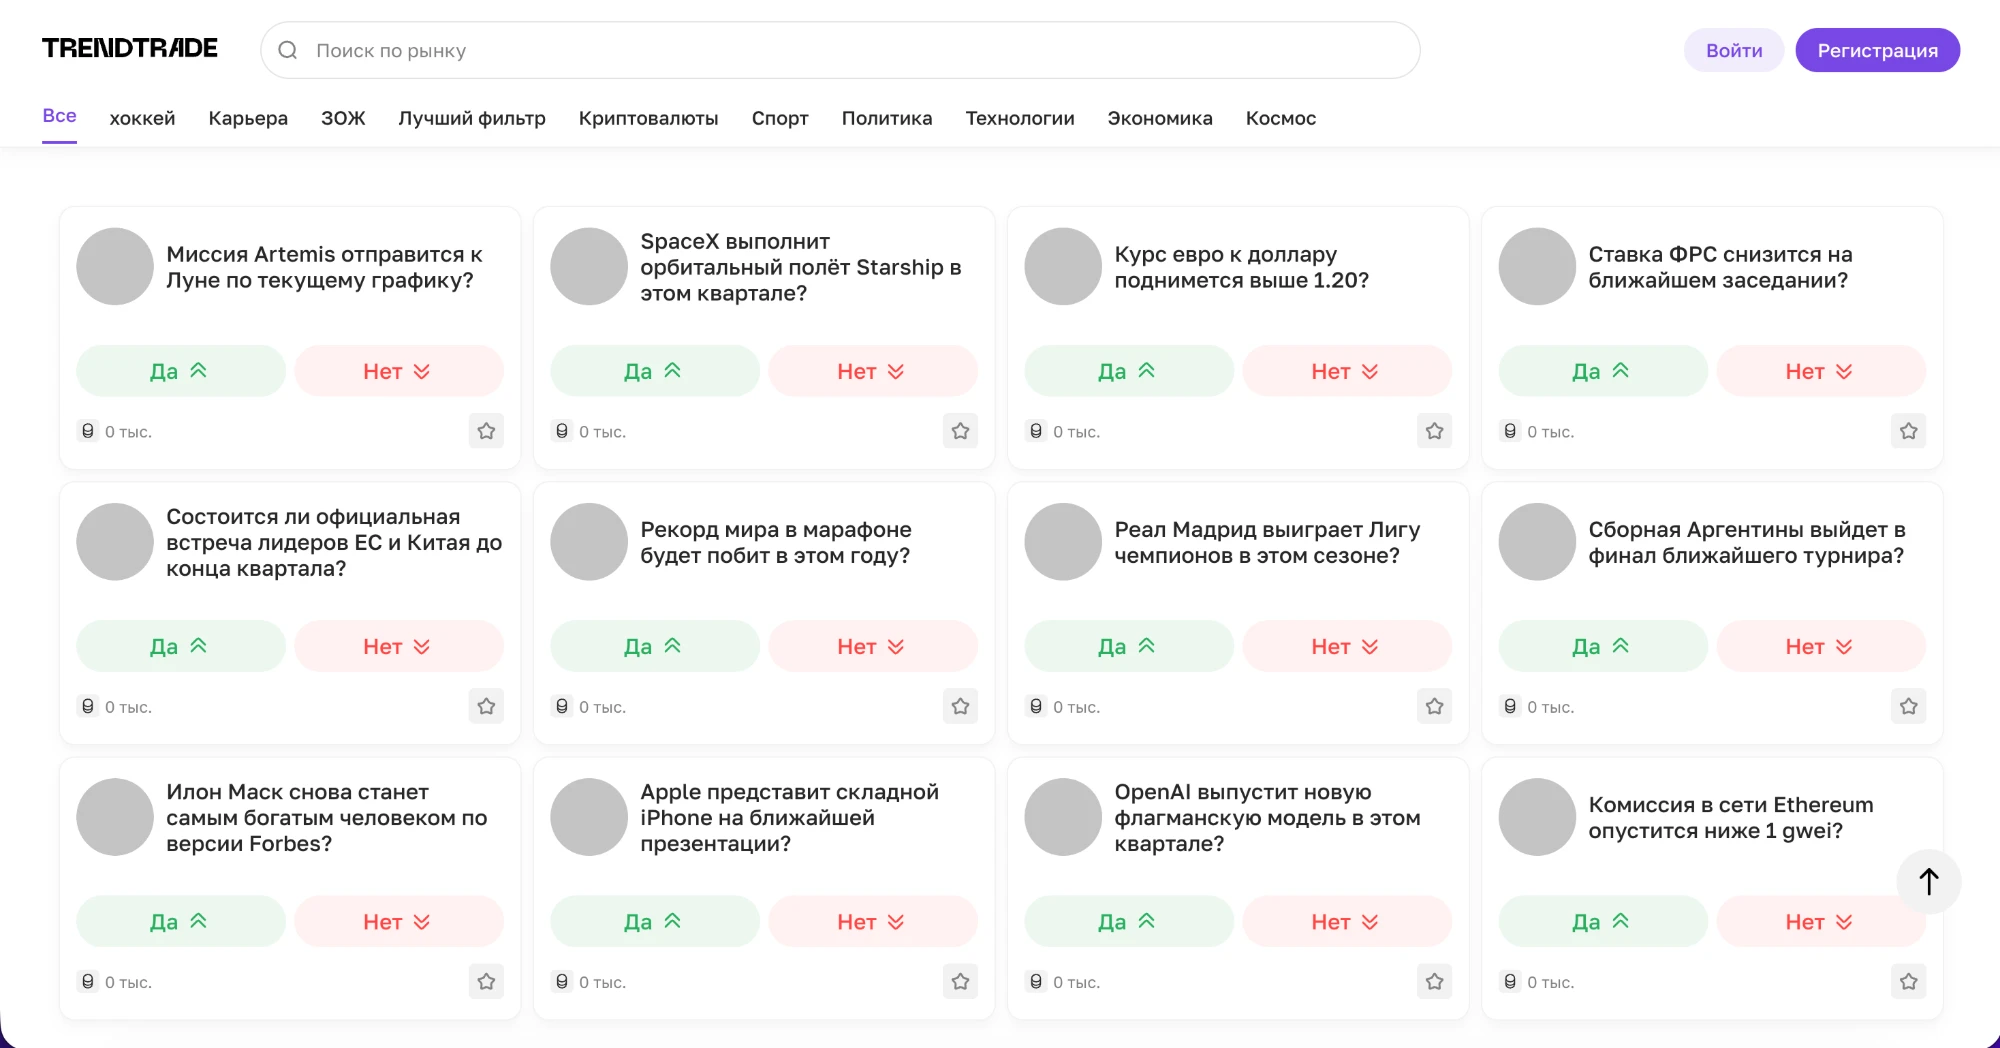 TRENDTRADE
Поиск по рынку
Войти
Регистрация
Все
хоккей
Карьера
ЗОЖ
Лучший фильтр
Криптовалюты
Спорт
Политика
Технологии
Экономика
Космос
Миссия Artemis отправится к
Луне по текущему графику?
Да
Нет
0 тыс.
SpaceX выполнит
орбитальный полёт Starship в
этом квартале?
Да
Нет
0 тыс.
Курс евро к доллару
поднимется выше 1.20?
Да
Нет
0 тыс.
Ставка ФРС снизится на
ближайшем заседании?
Да
Нет
0 тыс.
Состоится ли официальная
встреча лидеров ЕС и Китая до
конца квартала?
Да
Нет
0 тыс.
Рекорд мира в марафоне
будет побит в этом году?
Да
Нет
0 тыс.
Реал Мадрид выиграет Лигу
чемпионов в этом сезоне?
Да
Нет
0 тыс.
Сборная Аргентины выйдет в
финал ближайшего турнира?
Да
Нет
0 тыс.
Илон Маск снова станет
самым богатым человеком по
версии Forbes?
Да
Нет
0 тыс.
Apple представит складной
iPhone на ближайшей
презентации?
Да
Нет
0 тыс.
OpenAI выпустит новую
флагманскую модель в этом
квартале?
Да
Нет
0 тыс.
Комиссия в сети Ethereum
опустится ниже 1 gwei?
Да
Нет
0 тыс.